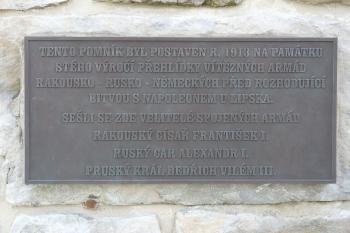 TENTO POMNÍK BYL POSTAVEN R. 1913 NA PAMÁTKU
STÉHO VÝROČÍ PŘEHLÍDKY VÍTĚZNÝCH ARMÁD
RAKOUSKO - RUSKO - NĚMECKÝCH PŘED ROZHODUJÍCÍ
BITVOU S NAPOLEONEM U LIPSKA.
SEŠLI SE ZDE VELITELÉ SPOJENÝCH ARMÁD
RAKOUSKÝ CÍSAŘ FRANTIŠEK I.
RUSKÝ CAR ALEXANDR I.
PRUSKÝ KRÁL BEDŘICH VILÉM III.